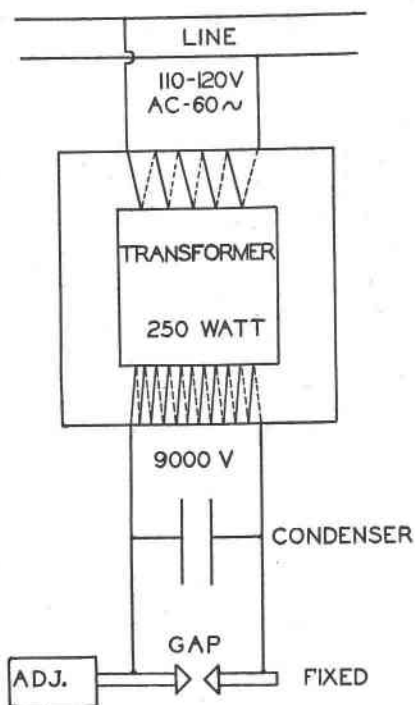 LINE
110-120V
AC-60~
TRANSFORMER
250 WATT
9000 V
CONDENSER
GAP
ADJ.
FIXED